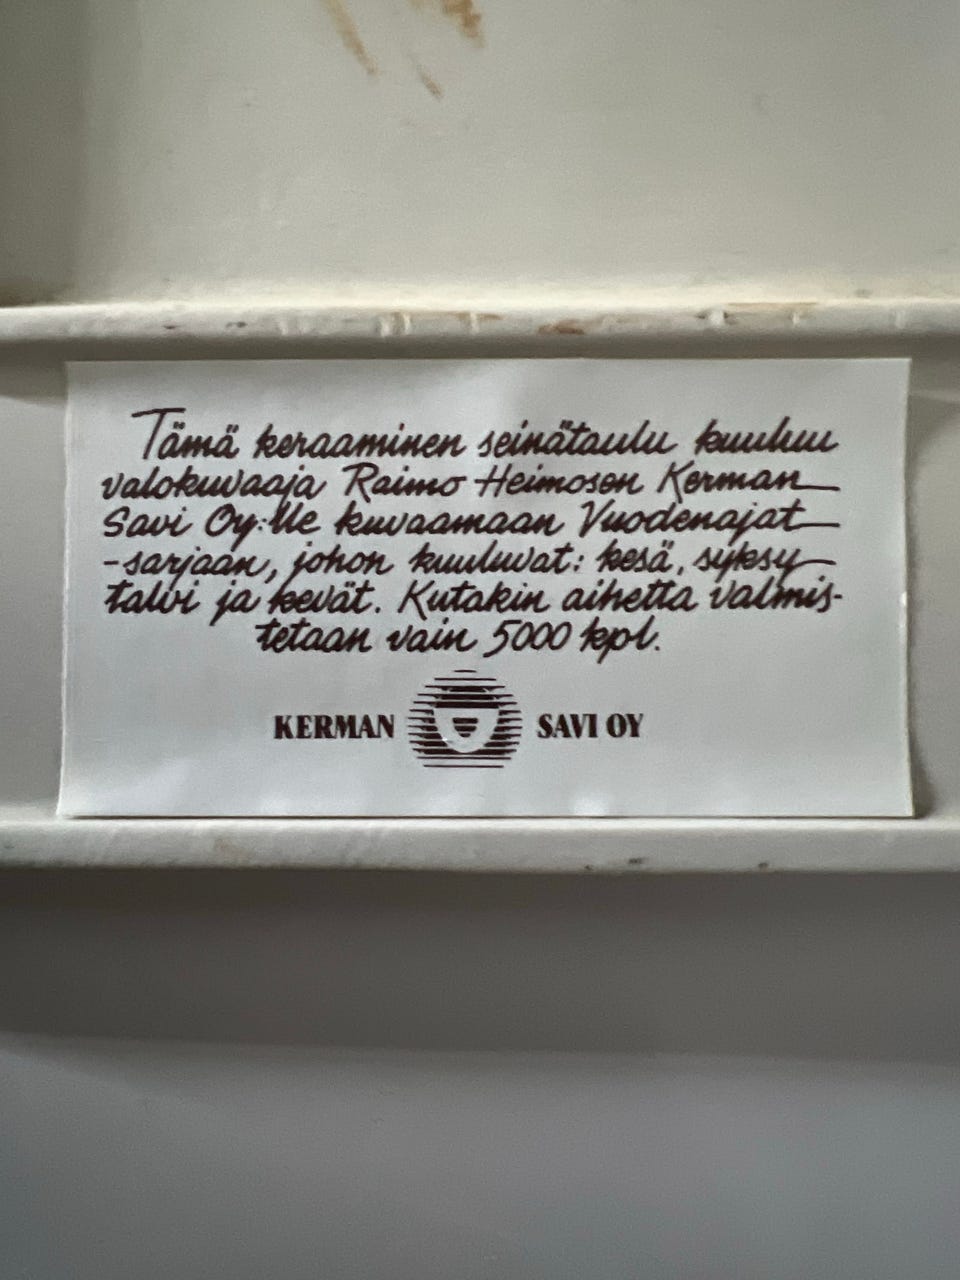 Tämä keraaminen seinätaulu kuuluu
valokuvaaja Raimo Heimosen Kerman
Savi Oy:lle kuvaamaan Vuodenajat
-sarjaan, johon kuuluvat: kesä, syksy
talvi ja kevät. Kutakin aihetta valmis-
tetaan vain 5000 kpl.
KERMAN SAVI OY